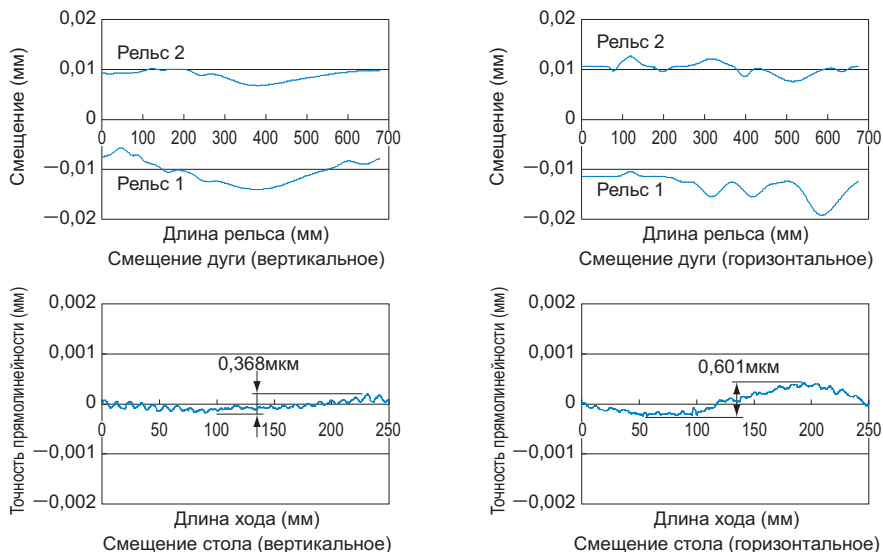 Смещение (мм)
0,02
0,01
0
−0,01
−0,02
Рельс 2
0 100 200 300 400 500 600 700
Рельс 1
Длина рельса (мм)
Смещение дуги (вертикальное)
Смещение (мм)
0,02
0,01
0
−0,01
−0,02
Рельс 2
0 100 200 300 400 500 600 700
Рельс 1
Длина рельса (мм)
Смещение дуги (горизонтальное)
Точность прямолинейности (мм)
0,002
0,001
0
−0,001
−0,002
0,368мкм
0 50 100 150 200 250
Длина хода (мм)
Смещение стола (вертикальное)
Точность прямолинейности (мм)
0,002
0,001
0
−0,001
−0,002
0,601мкм
0 50 100 150 200 250
Длина хода (мм)
Смещение стола (горизонтальное)